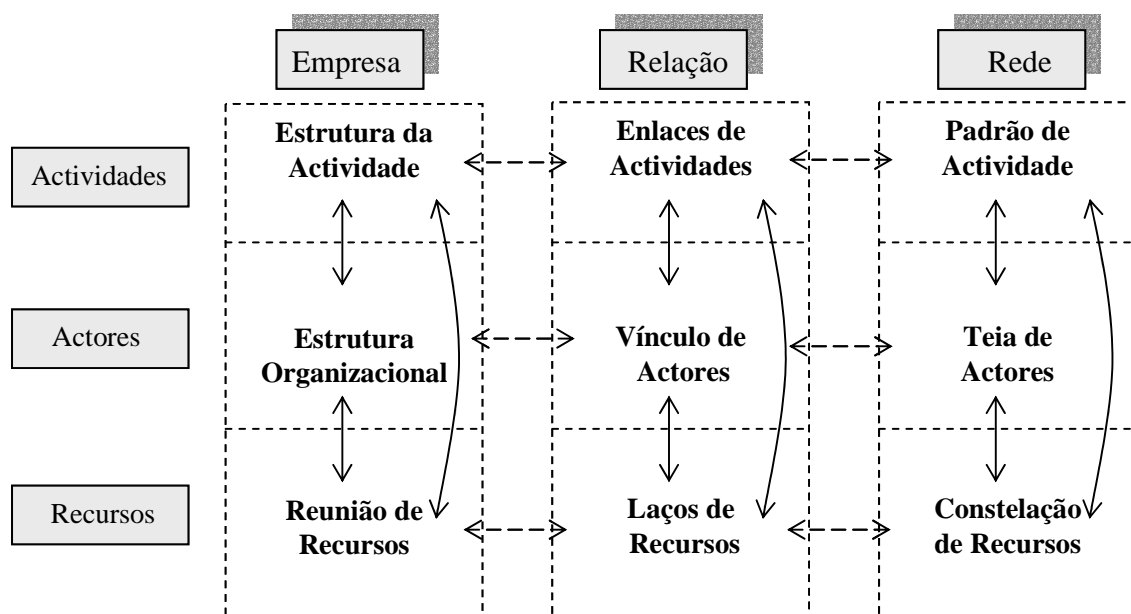 Empresa
Relação
Rede
Actividades
Estrutura da
Actividade
Enlaces de
Actividades
Padrão de
Actividade
Actores
Estrutura
Organizacional
Vínculo de
Actores
Teia de
Actores
Recursos
Reunião de
Recursos
Laços de
Recursos
Constelação
de Recursos